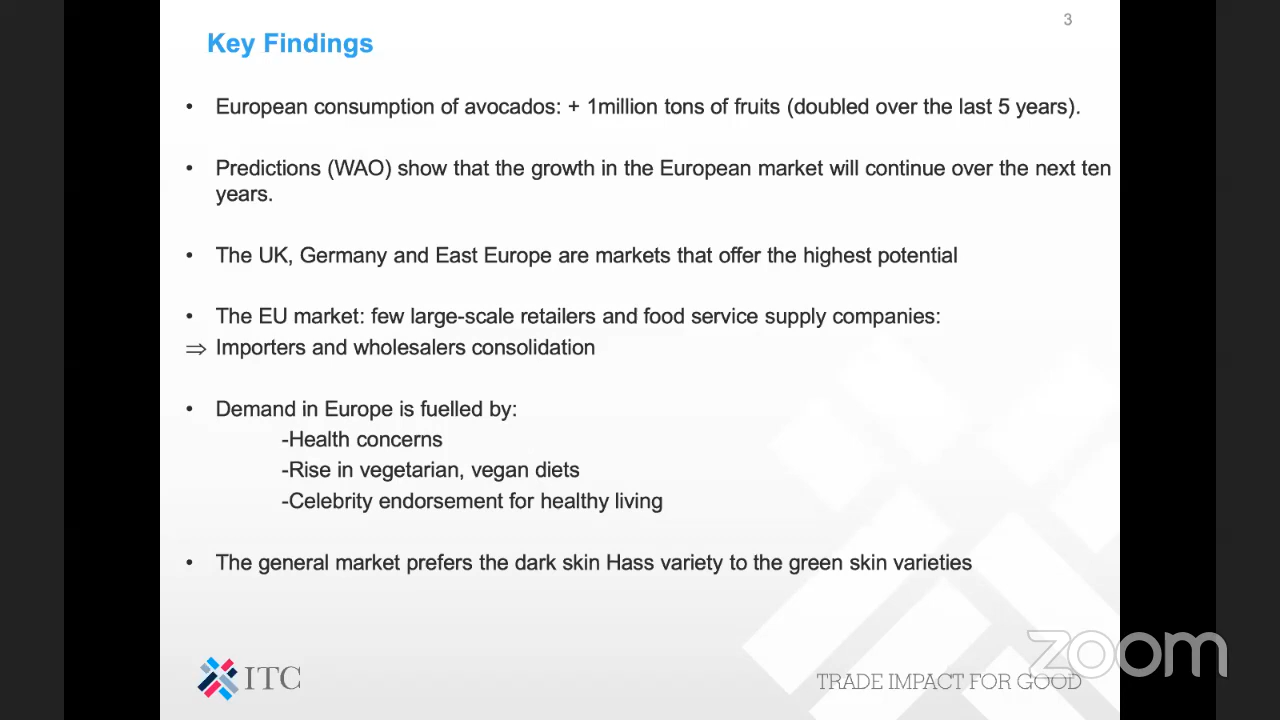 3
Key Findings
• European consumption of avocados: + 1million tons of fruits (doubled over the last 5 years).
• Predictions (WAO) show that the growth in the European market will continue over the next ten
years.
• The UK, Germany and East Europe are markets that offer the highest potential
• The EU market: few large-scale retailers and food service supply companies:
⇒ Importers and wholesalers consolidation
• Demand in Europe is fuelled by:
-Health concerns
-Rise in vegetarian, vegan diets
-Celebrity endorsement for healthy living
• The general market prefers the dark skin Hass variety to the green skin varieties
ITC
TRADE IMPACT FOR GOOD
zoom